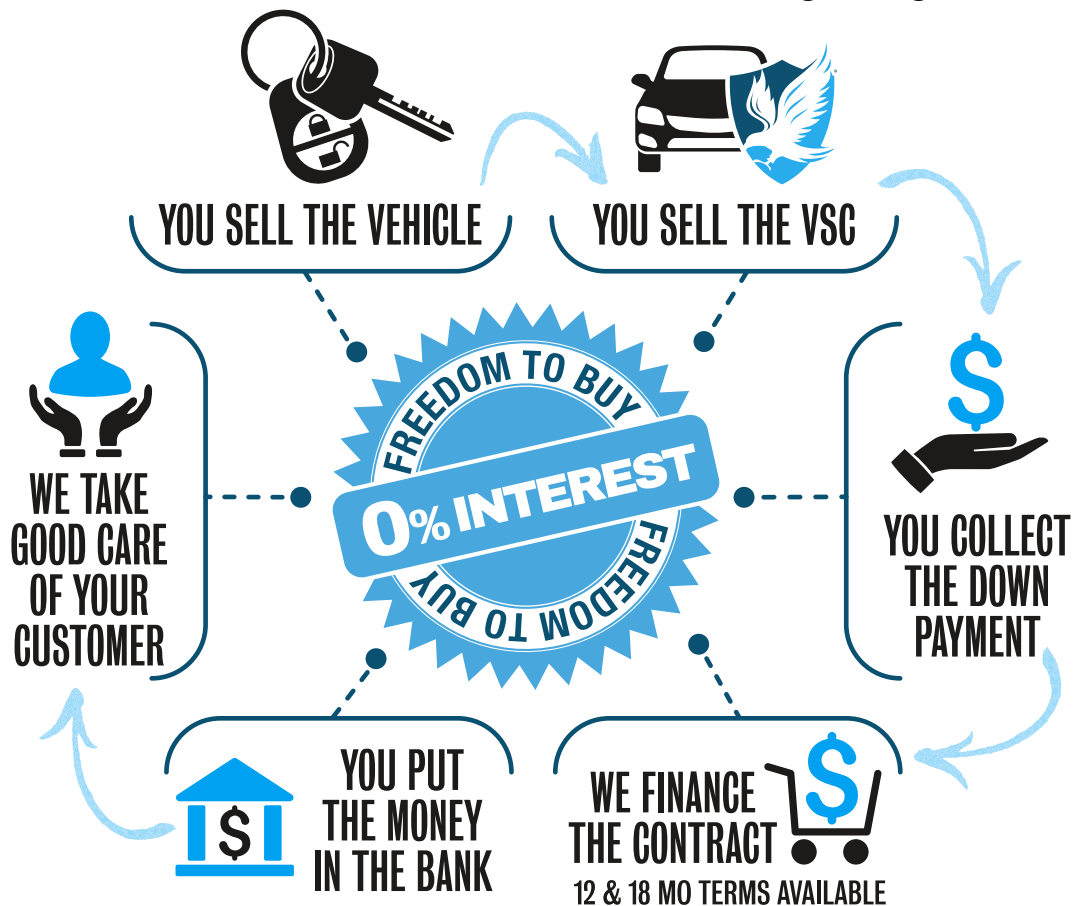 YOU SELL THE VEHICLE
YOU SELL THE VSC
FREEDOM TO BUY
0% INTEREST
FREEDOM TO BUY
$
YOU COLLECT
THE DOWN
PAYMENT
$
WE FINANCE
THE CONTRACT
12 & 18 MO TERMS AVAILABLE
$
YOU PUT
THE MONEY
IN THE BANK
WE TAKE
GOOD CARE
OF YOUR
CUSTOMER